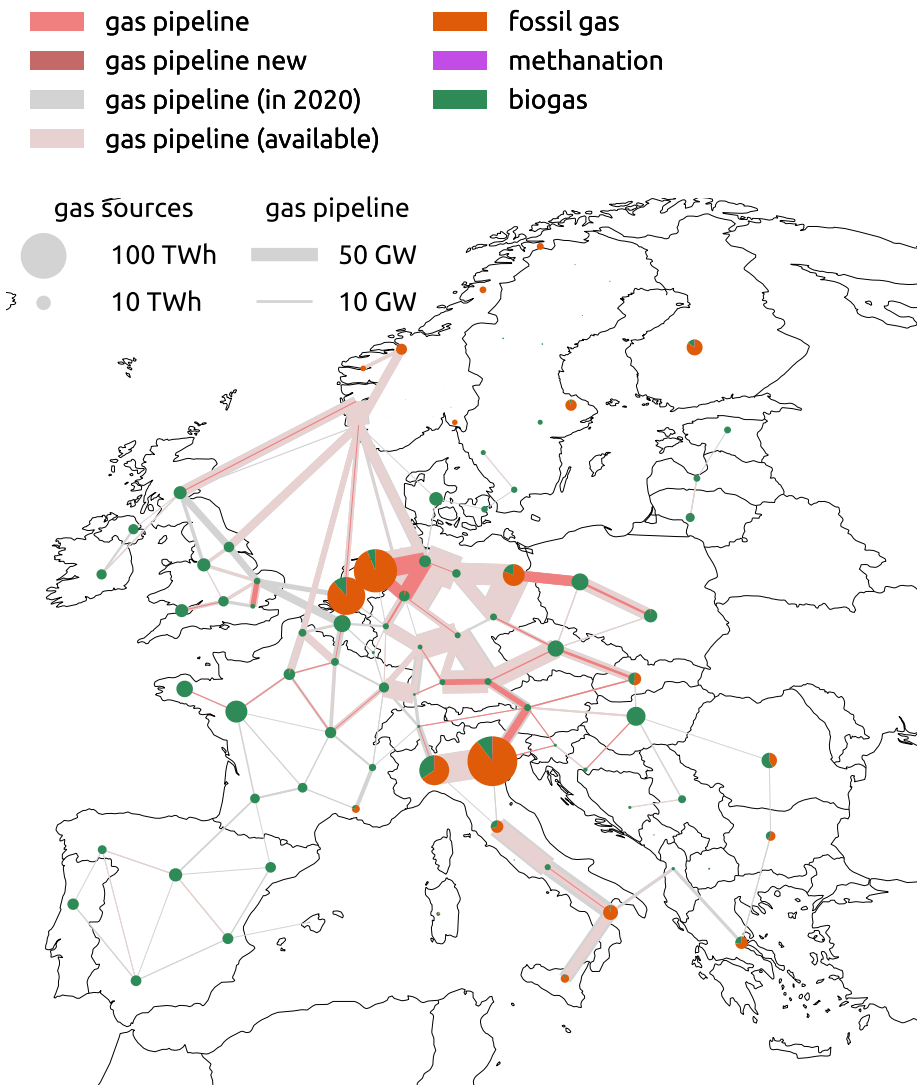 gas pipeline
gas pipeline new
gas pipeline (in 2020)
gas pipeline (available)
fossil gas
methanation
biogas
gas sources
100 TWh
10 TWh
gas pipeline
50 GW
10 GW